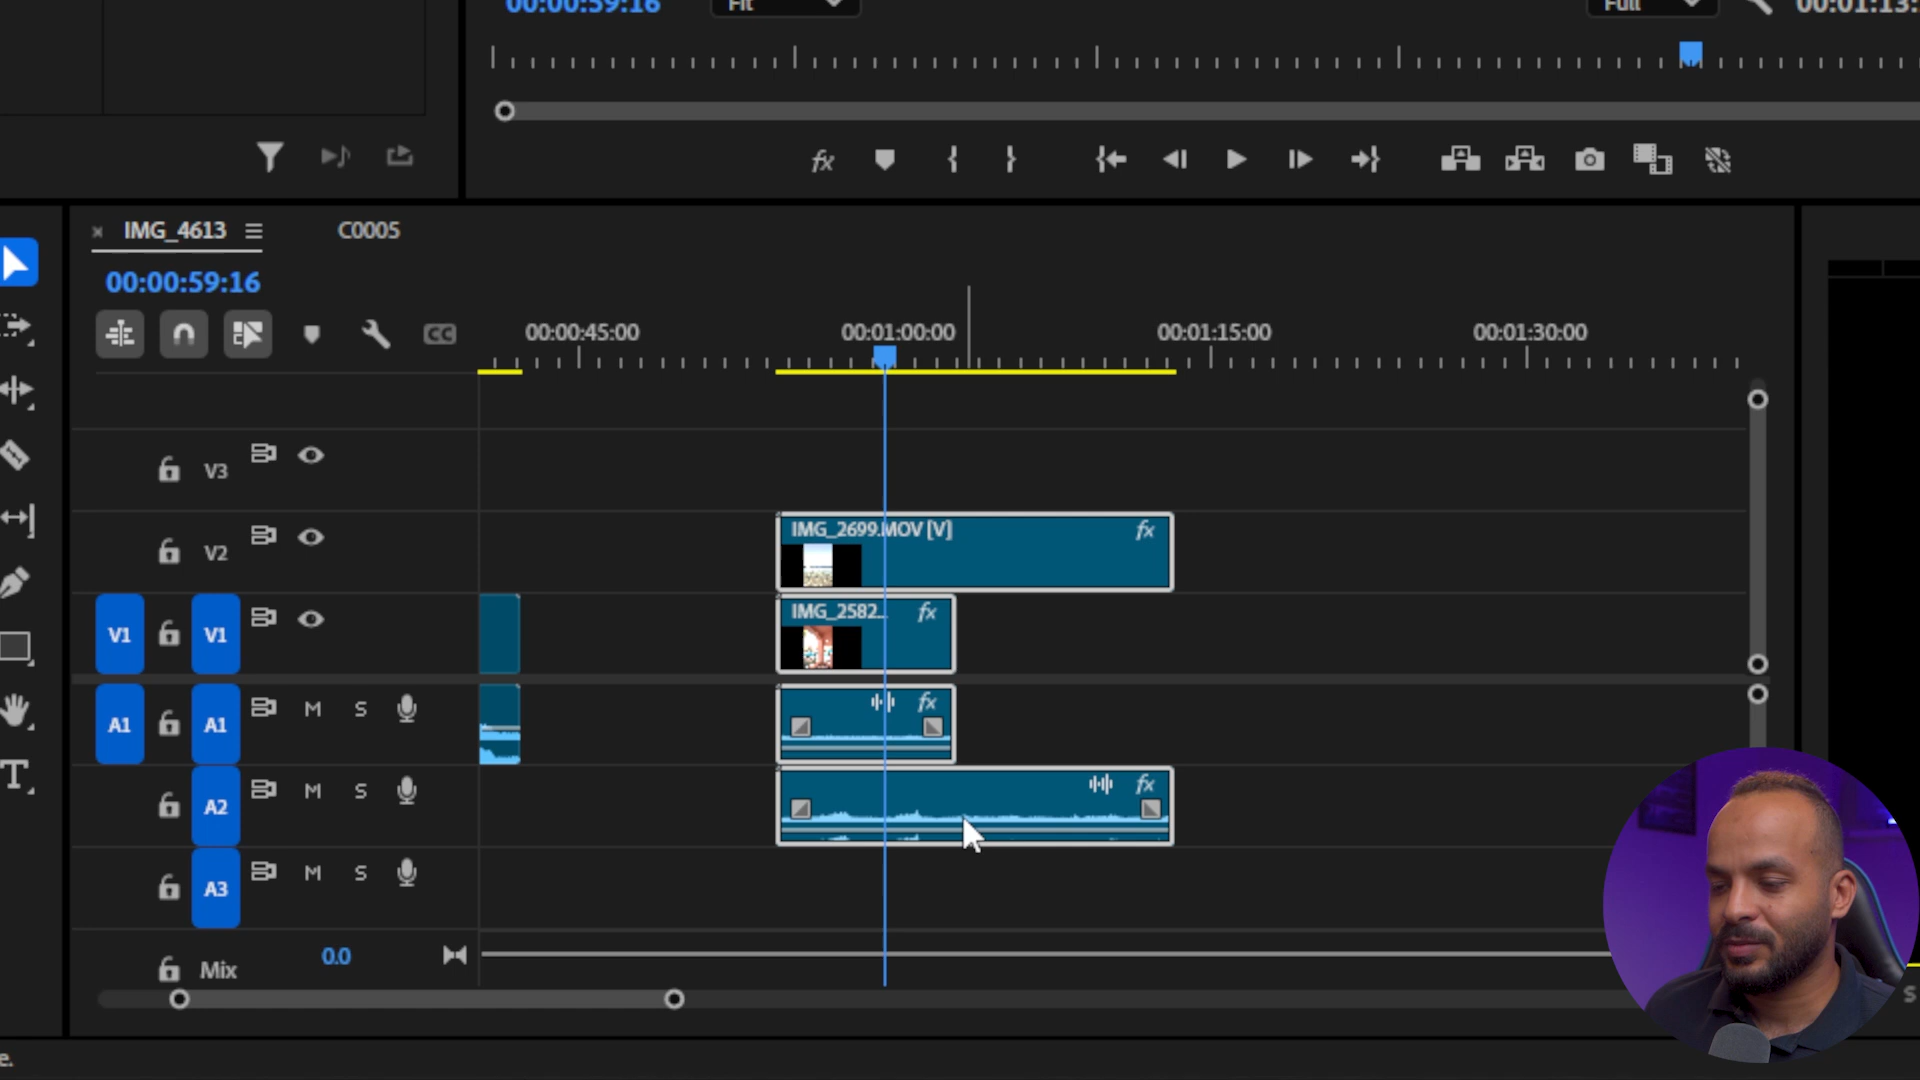 00:00:59:16
Fit
Full
00:01:13:
fx
IMG_4613
C0005
00:00:59:16
CC
00:00:45:00
00:01:00:00
00:01:15:00
00:01:30:00
V3
V2
IMG_2699.MOV [V]
fx
V1
V1
IMG_2582...
fx
A1
A1
M
S
fx
A2
M
S
fx
A3
M
S
Mix
0.0
T
S
e.